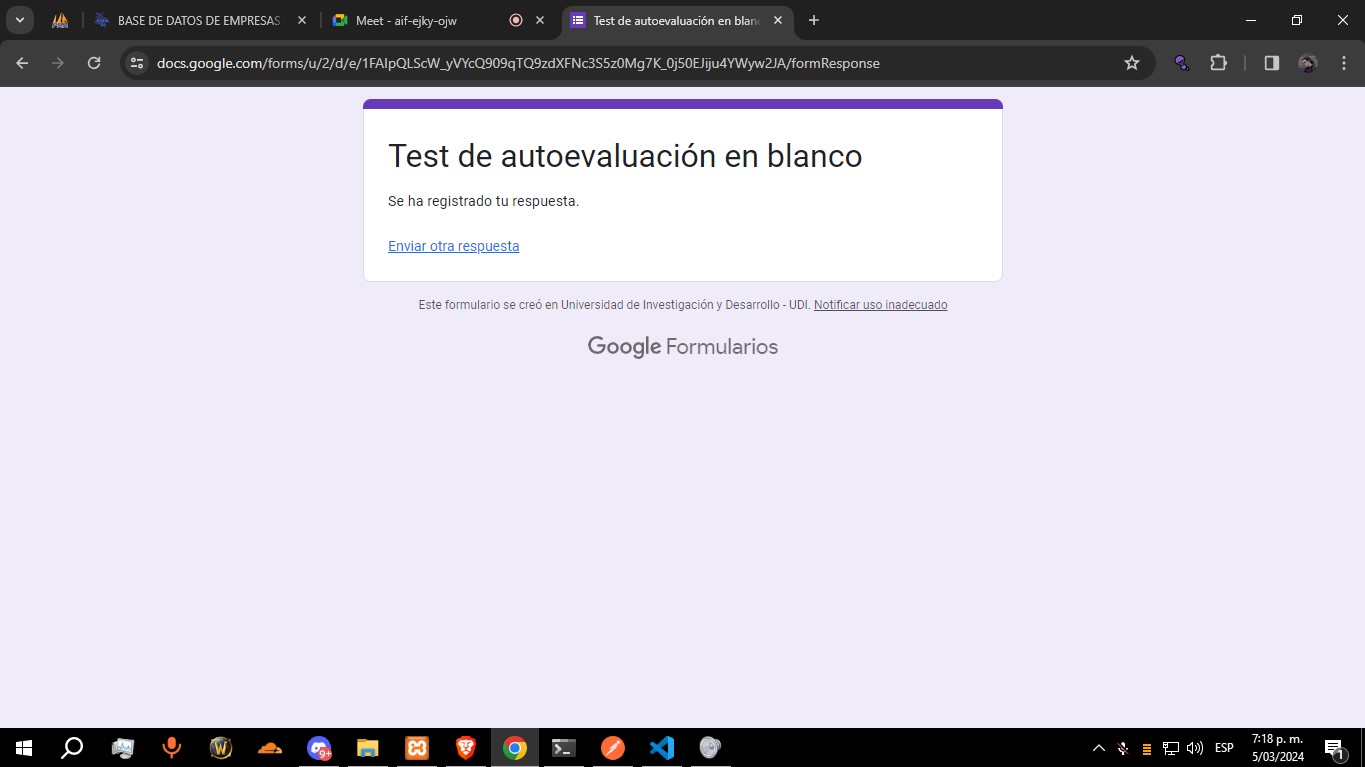 BASE DE DATOS DE EMPRESAS
Meet - aif-ejky-ojw
Test de autoevaluación en blanc
docs.google.com/forms/u/2/d/e/1FAIpQLScW_yVYcQ909qTQ9zdXFNc3S5z0Mg7K_0j50EJiju4YWyw2JA/formResponse
Test de autoevaluación en blanco
Se ha registrado tu respuesta.
Enviar otra respuesta
Este formulario se creó en Universidad de Investigación y Desarrollo - UDI. Notificar uso inadecuado
Google Formularios
9+
ESP
7:18 p. m.
5/03/2024
1